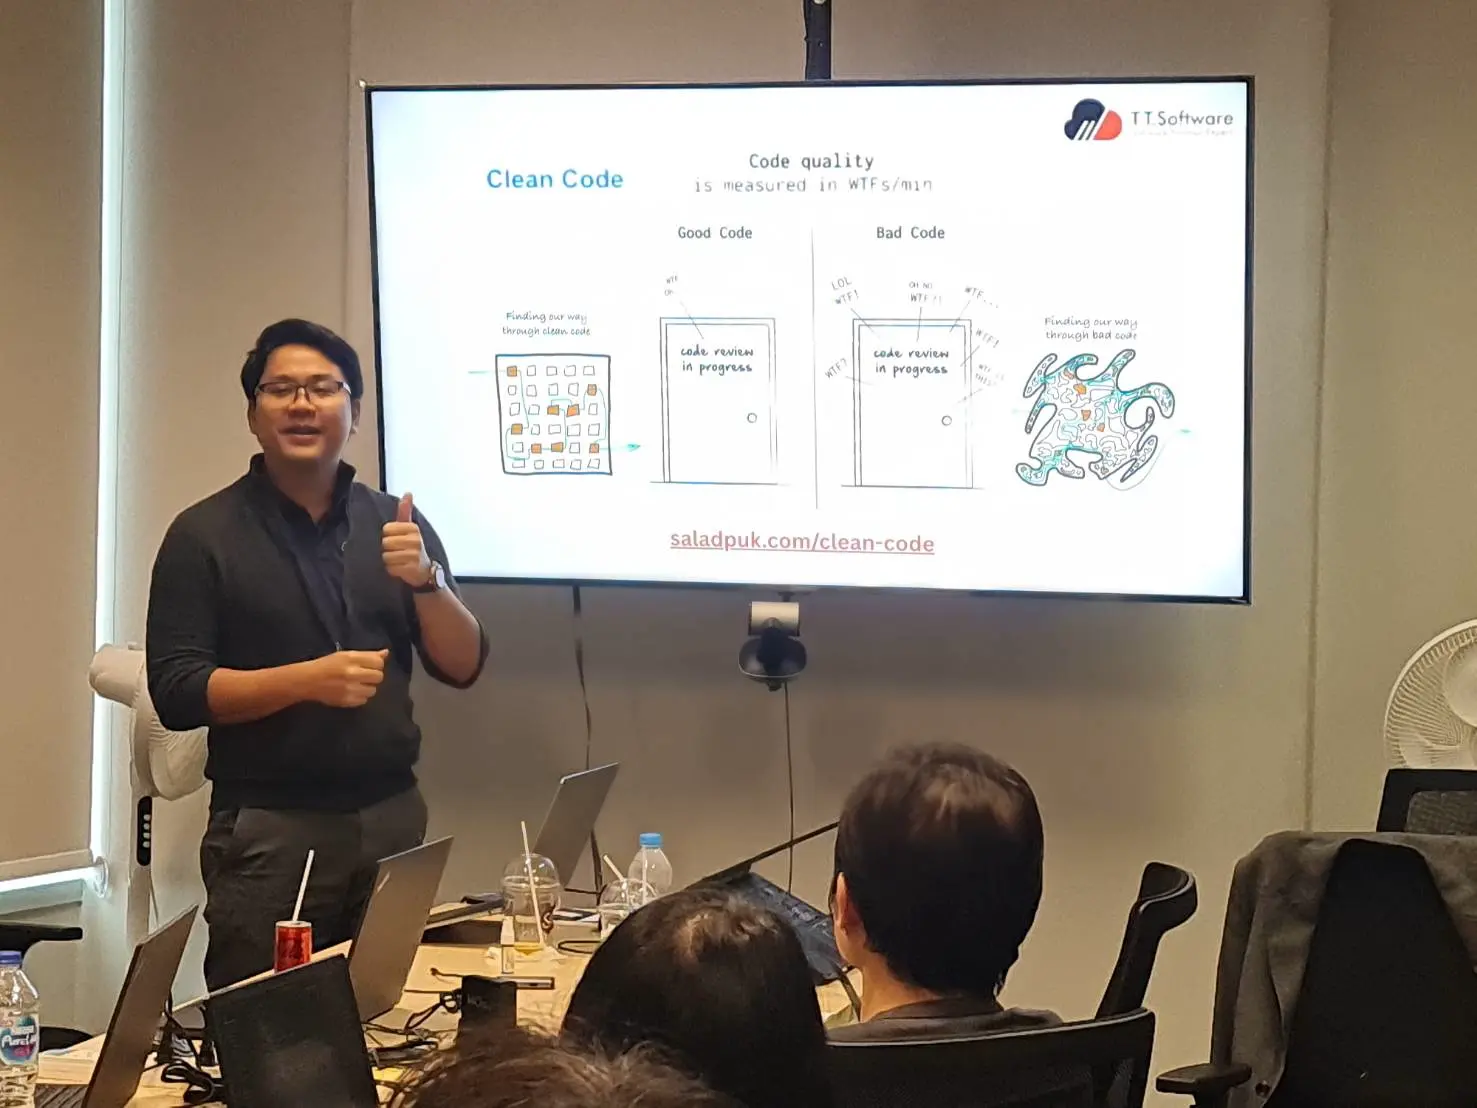 TT.Software
Clean Code
Code quality
is measured in WTFs/min
Good Code
Bad Code
WTF
LOL
WTF!
OH NO
WTF?!
WTF...
WTF!
WTF?
Finding our way
through clean code
code review
in progress
code review
in progress
Finding our way
through bad code
saladpuk.com/clean-code